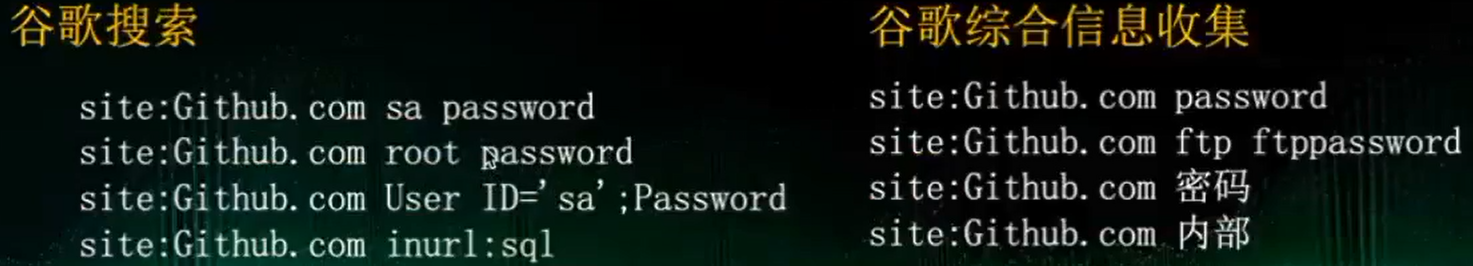 谷歌搜索
site:Github.com sa password
site:Github.com root password
site:Github.com User ID='sa';Password
site:Github.com inurl:sql
谷歌综合信息收集
site:Github.com password
site:Github.com ftp ftppassword
site:Github.com 密码
site:Github.com 内部